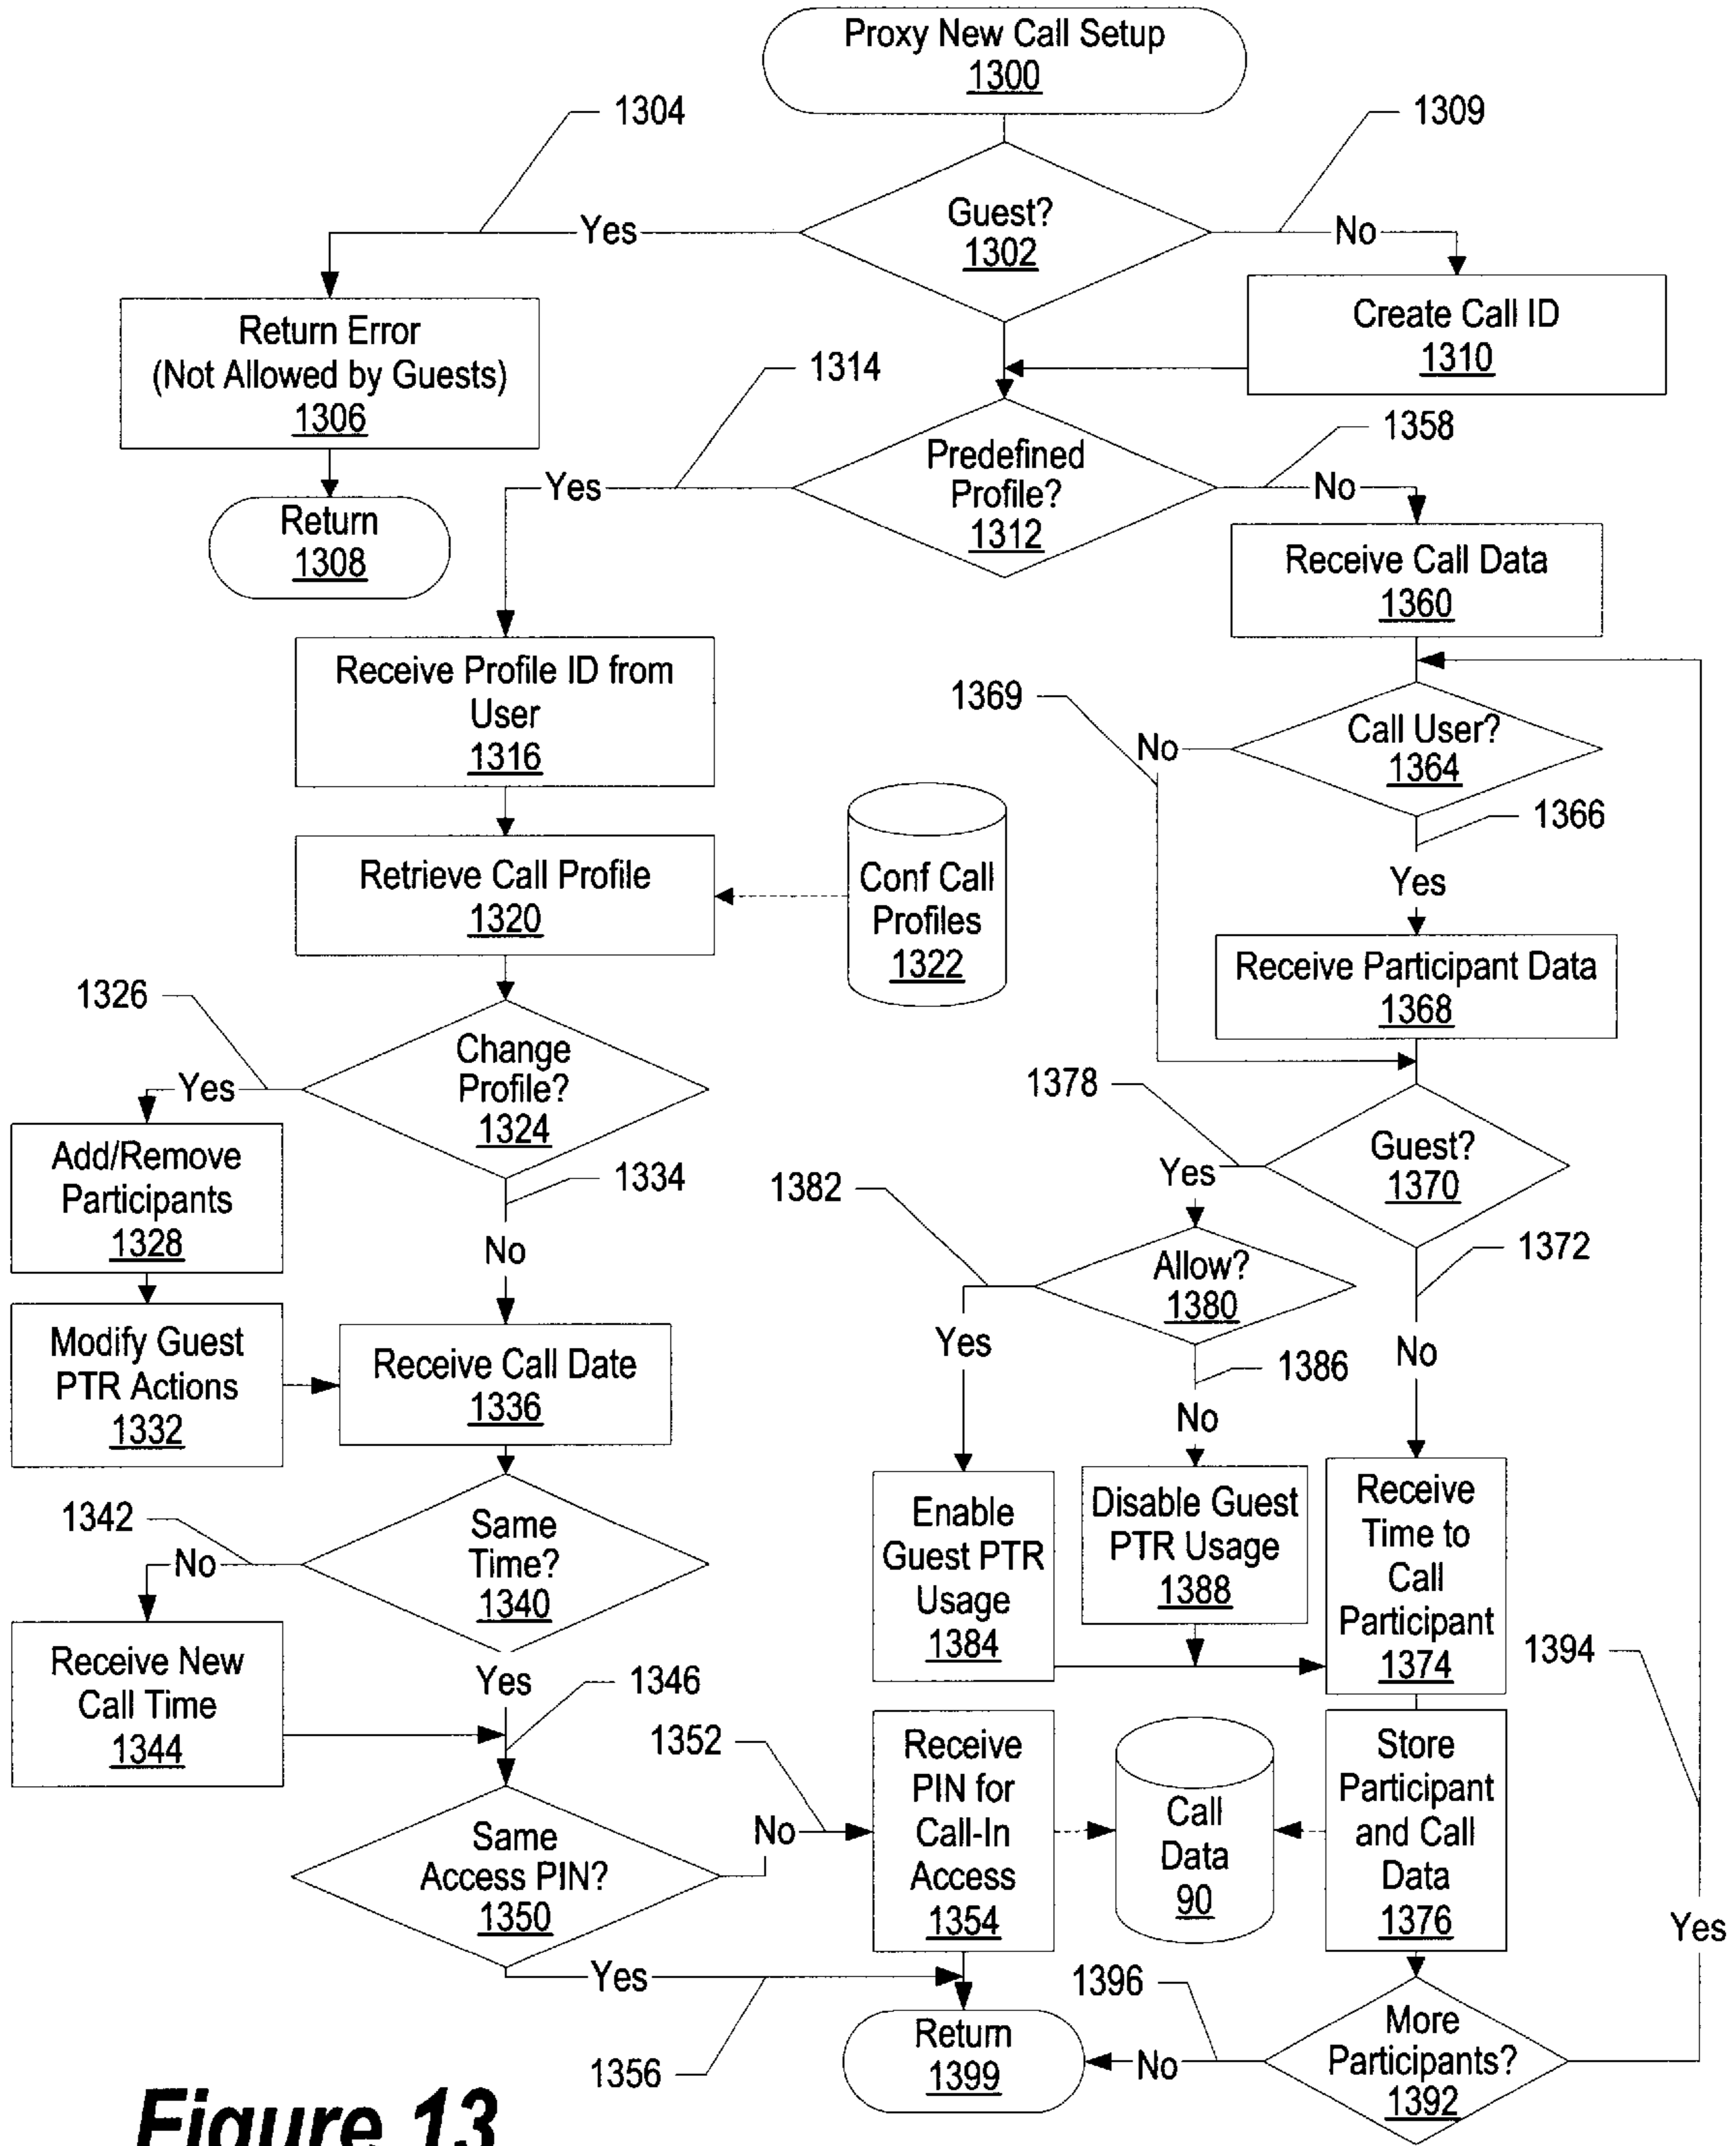 Proxy New Call Setup
1300
1304
1309
Guest?
1302
Yes
No
Return Error
(Not Allowed by Guests)
1306
Create Call ID
1310
1314
1358
Predefined
Profile?
1312
Yes
No
Return
1308
Receive Call Data
1360
Receive Profile ID from
User
1316
1369
No
Call User?
1364
1366
Yes
Retrieve Call Profile
1320
Conf Call
Profiles
1322
Receive Participant Data
1368
1326
Change
Profile?
1324
Yes
1378
Guest?
1370
Yes
Add/Remove
Participants
1328
1334
No
1382
1372
Allow?
1380
Yes
1386
No
No
Modify Guest
PTR Actions
1332
Receive Call Date
1336
1342
No
Same
Time?
1340
Enable
Guest PTR
Usage
1384
Disable Guest
PTR Usage
1388
Receive
Time to
Call
Participant
1374
1394
Receive New
Call Time
1344
Yes
1346
1352
No
Same
Access PIN?
1350
Receive
PIN for
Call-In
Access
1354
Call
Data
90
Store
Participant
and Call
Data
1376
Yes
Yes
1356
1396
Return
1399
No
More
Participants?
1392
Figure 13